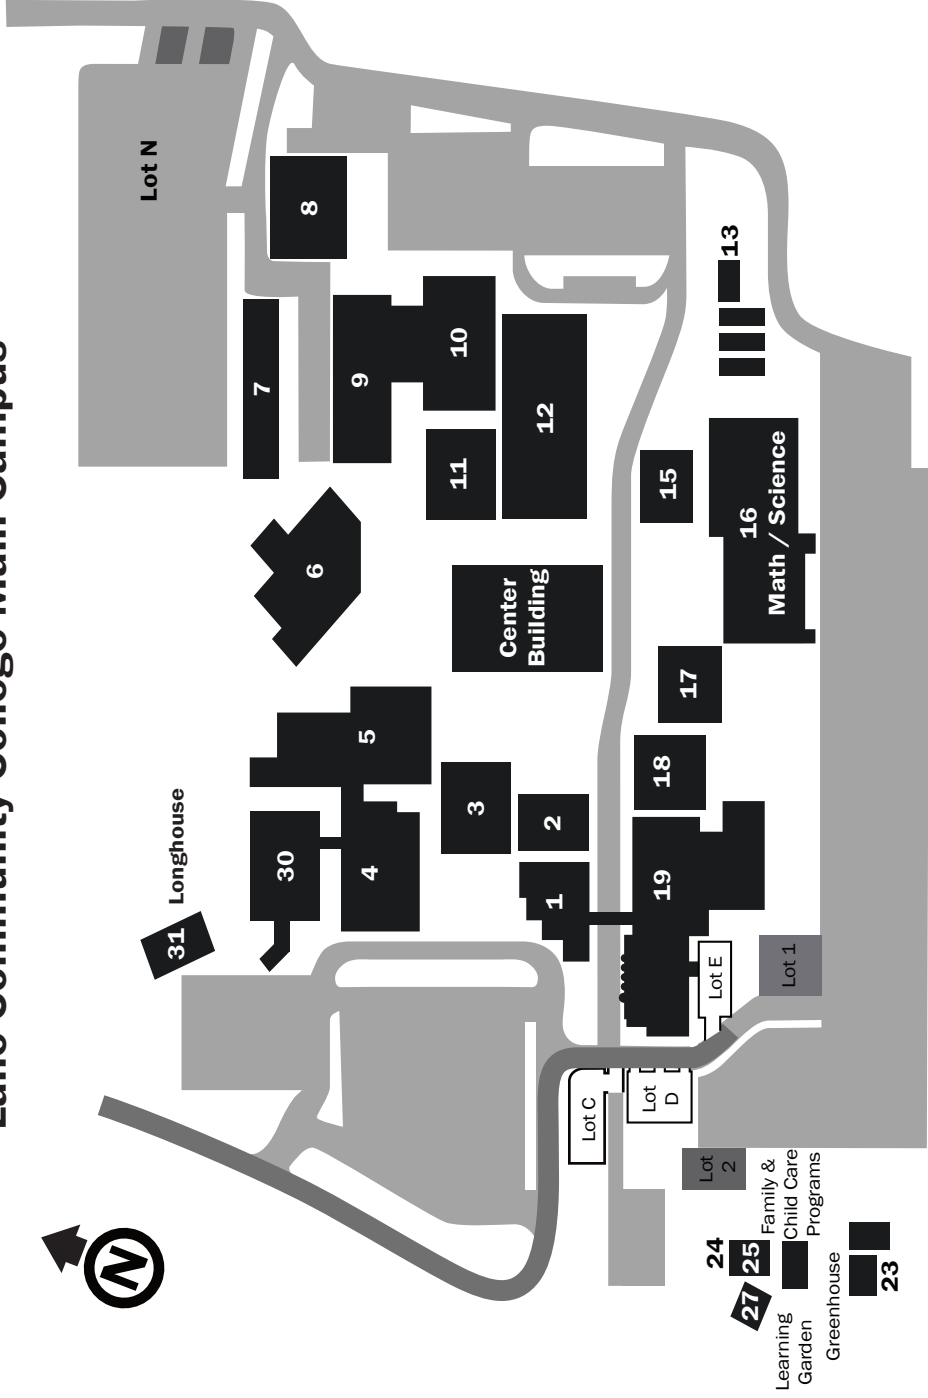 Lane Community College Main Campus
N
31
Longhouse
Lot N
30
4
5
6
7
8
9
10
11
3
1
2
Center
Building
12
Lot C
Lot
D
19
18
17
15
Lot E
Lot 1
Lot
2
16
Math / Science
13
24
25
27
Family &
Child Care
Programs
Learning
Garden
Greenhouse
23